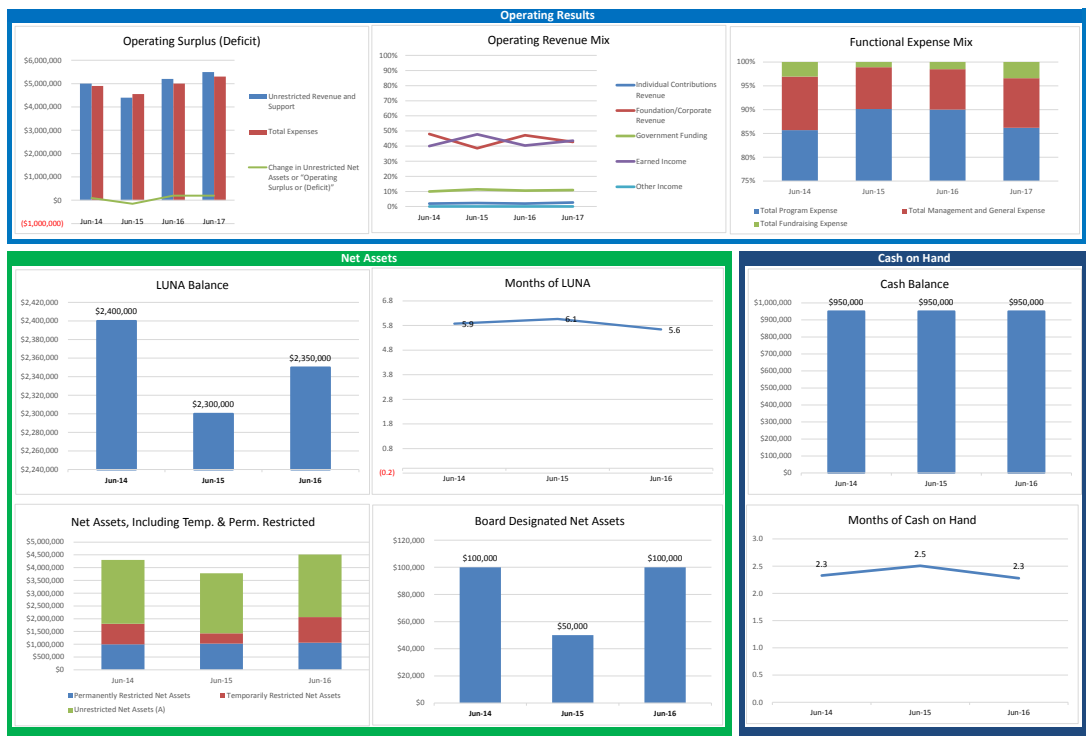 Operating Results
Operating Surplus (Deficit)
$6,000,000
$5,000,000
$4,000,000
$3,000,000
$2,000,000
$1,000,000
$0
($1,000,000)
Jun-14
Jun-15
Jun-16
Jun-17
Unrestricted Revenue and
Support
Total Expenses
Change in Unrestricted Net
Assets or "Operating
Surplus or (Deficit)"
Operating Revenue Mix
100%
90%
80%
70%
60%
50%
40%
30%
20%
10%
0%
Jun-14
Jun-15
Jun-16
Jun-17
Individual Contributions
Revenue
Foundation/Corporate
Revenue
Government Funding
Earned Income
Other Income
Functional Expense Mix
100%
95%
90%
85%
80%
75%
Jun-14
Jun-15
Jun-16
Jun-17
Total Program Expense
Total Management and General Expense
Total Fundraising Expense
Net Assets
LUNA Balance
$2,420,000
$2,400,000
$2,380,000
$2,360,000
$2,340,000
$2,320,000
$2,300,000
$2,280,000
$2,260,000
$2,240,000
$2,400,000
$2,300,000
$2,350,000
Jun-14
Jun-15
Jun-16
Months of LUNA
6.8
5.8
4.8
3.8
2.8
1.8
0.8
(0.2)
5.9
6.1
5.6
Jun-14
Jun-15
Jun-16
Net Assets, Including Temp. & Perm. Restricted
$5,000,000
$4,500,000
$4,000,000
$3,500,000
$3,000,000
$2,500,000
$2,000,000
$1,500,000
$1,000,000
$500,000
$0
Jun-14
Jun-15
Jun-16
Permanently Restricted Net Assets
Temporarily Restricted Net Assets
Unrestricted Net Assets (A)
Board Designated Net Assets
$120,000
$100,000
$80,000
$60,000
$40,000
$20,000
$0
$100,000
$50,000
$100,000
Jun-14
Jun-15
Jun-16
Cash on Hand
Cash Balance
$1,000,000
$900,000
$800,000
$700,000
$600,000
$500,000
$400,000
$300,000
$200,000
$100,000
$0
$950,000
$950,000
$950,000
Jun-14
Jun-15
Jun-16
Months of Cash on Hand
3.0
2.5
2.0
1.5
1.0
0.5
0.0
2.3
2.5
2.3
Jun-14
Jun-15
Jun-16